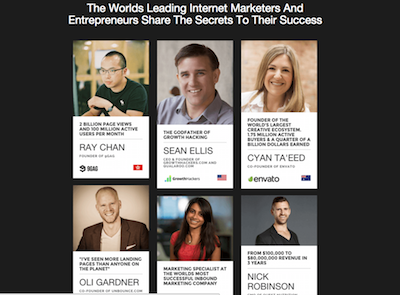 The Worlds Leading Internet Marketers And
Entrepreneurs Share The Secrets To Their Success
2 BILLION PAGE VIEWS
AND 100 MILLION ACTIVE
USERS PER MONTH
RAY CHAN
FOUNDER OF 9GAG
9GAG
THE GODFATHER OF
GROWTH HACKING
SEAN ELLIS
CEO & FOUNDER OF
GROWTHHACKERS.COM AND
QUALAROO.COM
GrowthHackers
FOUNDER OF THE
WORLD'S LARGEST
CREATIVE ECOSYSTEM.
1.75 MILLION ACTIVE
BUYERS & A QUARTER OF A
BILLION DOLLARS EARNED
CYAN TA'EED
CO-FOUNDER OF ENVATO
envato
"I'VE SEEN MORE LANDING
PAGES THAN ANYONE ON
THE PLANET"
OLI GARDNER
CO-FOUNDER OF UNBOUNCE.COM
MARKETING SPECIALIST AT
THE WORLDS MOST
SUCCESSFUL INBOUND
MARKETING COMPANY
FROM $100,000 TO
$80,000,000 REVENUE IN
3 YEARS
NICK
ROBINSON